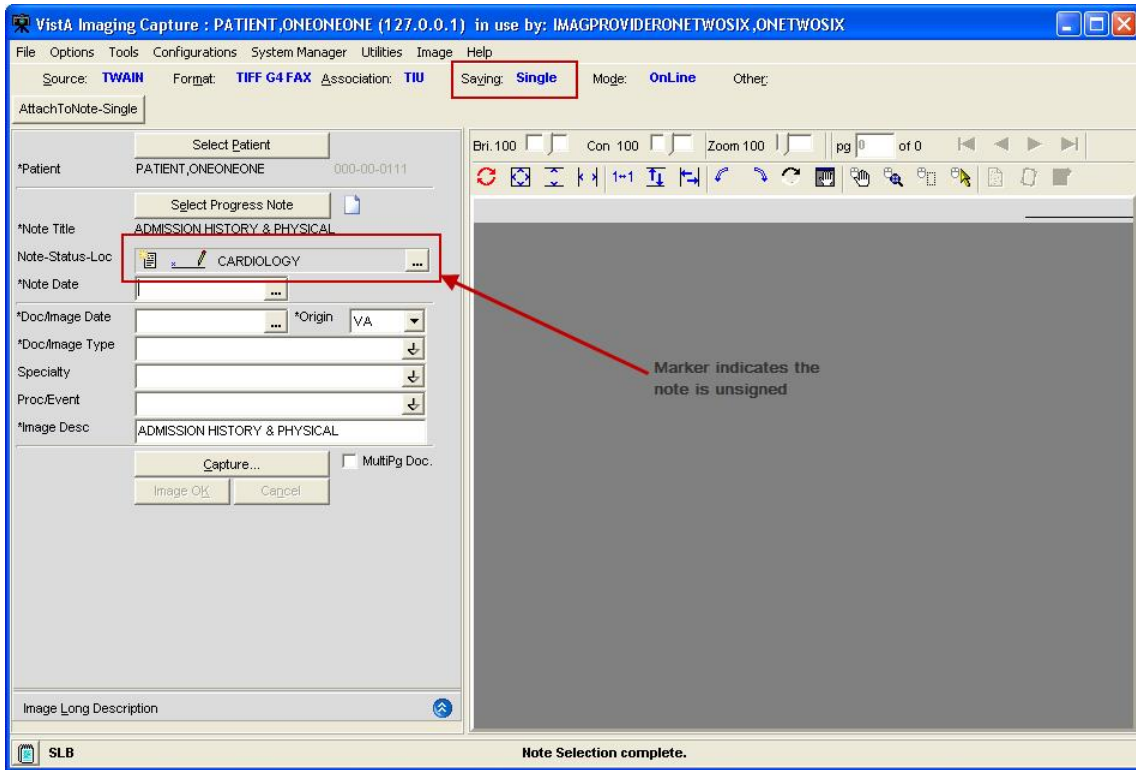 VistA Imaging Capture : PATIENT,ONEONEONE (127.0.0.1) in use by: IMAGPROVIDERONETWOSIX,ONETWOSIX
File Options Tools Configurations System Manager Utilities Image Help
Source: TWAIN Format: TIFF G4 FAX Association: TIU Saving: Single Mode: OnLine Other:
AttachToNote-Single
Select Patient
Bri. 100 Con 100 Zoom 100 pg 0 of 0
*Patient PATIENT,ONEONEONE 000-00-0111
Select Progress Note
*Note Title ADMISSION HISTORY & PHYSICAL
Note-Status-Loc CARDIOLOGY ...
*Note Date ...
*Doc/Image Date ... *Origin VA
*Doc/Image Type
Specialty
Proc/Event
*Image Desc ADMISSION HISTORY & PHYSICAL
Capture... MultiPg Doc.
Image OK Cancel
Marker indicates the
note is unsigned
Image Long Description
SLB Note Selection complete.